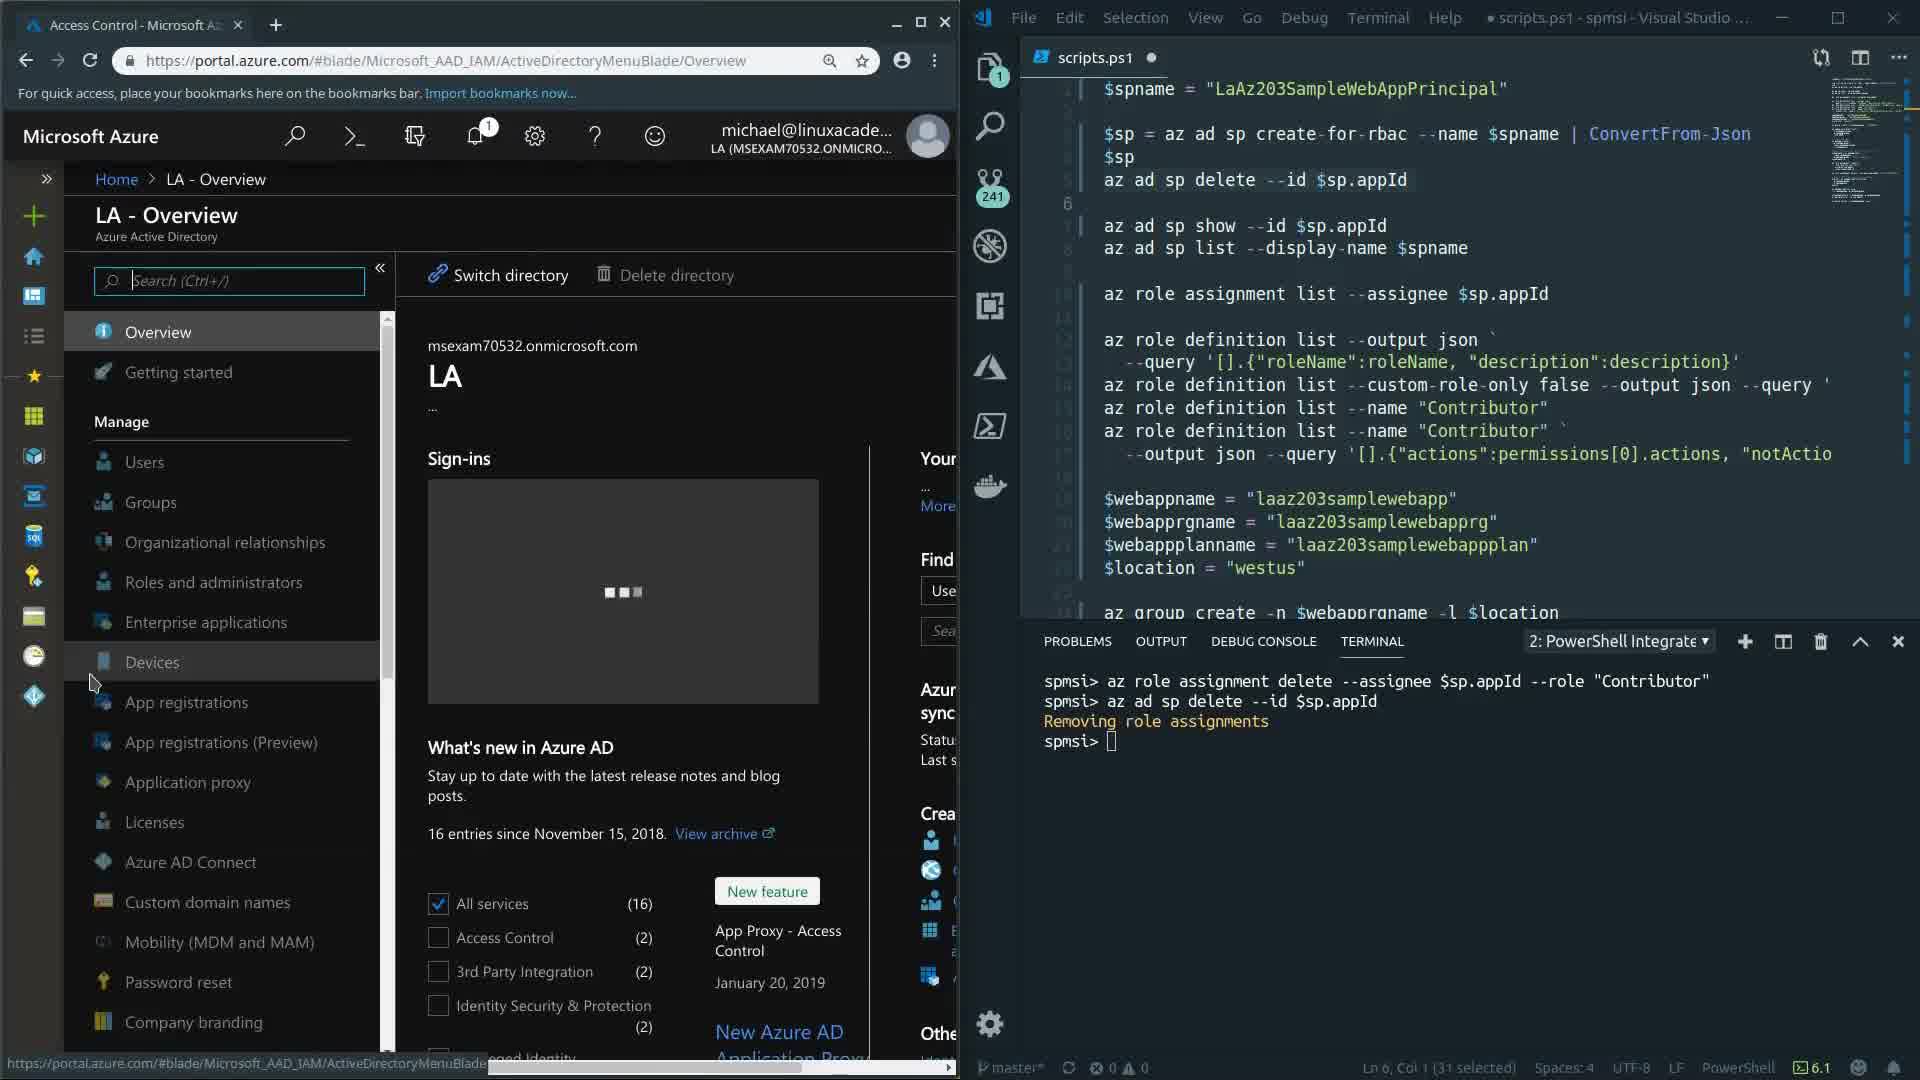 Access Control - Microsoft Az
https://portal.azure.com/#blade/Microsoft_AAD_IAM/ActiveDirectoryMenuBlade/Overview
For quick access, place your bookmarks here on the bookmarks bar. Import bookmarks now...
Microsoft Azure
1
michael@linuxacade...
LA (MSEXAM70532.ONMICRO...
Home > LA - Overview
LA - Overview
Azure Active Directory
Search (Ctrl+/)
Overview
Getting started
Manage
Users
Groups
Organizational relationships
Roles and administrators
Enterprise applications
Devices
App registrations
App registrations (Preview)
Application proxy
Licenses
Azure AD Connect
Custom domain names
Mobility (MDM and MAM)
Password reset
Company branding
https://portal.azure.com/#blade/Microsoft_AAD_IAM/ActiveDirectoryMenuBlade
Switch directory
Delete directory
msexam70532.onmicrosoft.com
LA
...
Sign-ins
What's new in Azure AD
Stay up to date with the latest release notes and blog
posts.
16 entries since November 15, 2018. View archive
All services (16)
Access Control (2)
3rd Party Integration (2)
Identity Security & Protection
(2)
New feature
App Proxy - Access
Control
January 20, 2019
New Azure AD
Application Proxy
Your
...
More
Find
Use
Sea
Azur
sync
Statu
Last s
Crea
Othe
File Edit Selection View Go Debug Terminal Help
● scripts.ps1 - spmsi - Visual Studio ...
1
241
scripts.ps1
$spname = "LaAz203SampleWebAppPrincipal"
$sp = az ad sp create-for-rbac --name $spname | ConvertFrom-Json
$sp
az ad sp delete --id $sp.appId
6
az ad sp show --id $sp.appId
az ad sp list --display-name $spname
az role assignment list --assignee $sp.appId
az role definition list --output json `
--query '[].{"roleName":roleName, "description":description}'
az role definition list --custom-role-only false --output json --query '
az role definition list --name "Contributor"
az role definition list --name "Contributor" `
--output json --query '[].{"actions":permissions[0].actions, "notActio
$webappname = "laaz203samplewebapp"
$webapprgname = "laaz203samplewebapprg"
$webappplanname = "laaz203samplewebappplan"
$location = "westus"
az group create -n $webapprgname -l $location
PROBLEMS OUTPUT DEBUG CONSOLE TERMINAL
2: PowerShell Integrate
spmsi> az role assignment delete --assignee $sp.appId --role "Contributor"
spmsi> az ad sp delete --id $sp.appId
Removing role assignments
spmsi>
master* 0 0
Ln 6, Col 1 (31 selected) Spaces: 4 UTF-8 LF PowerShell 6.1